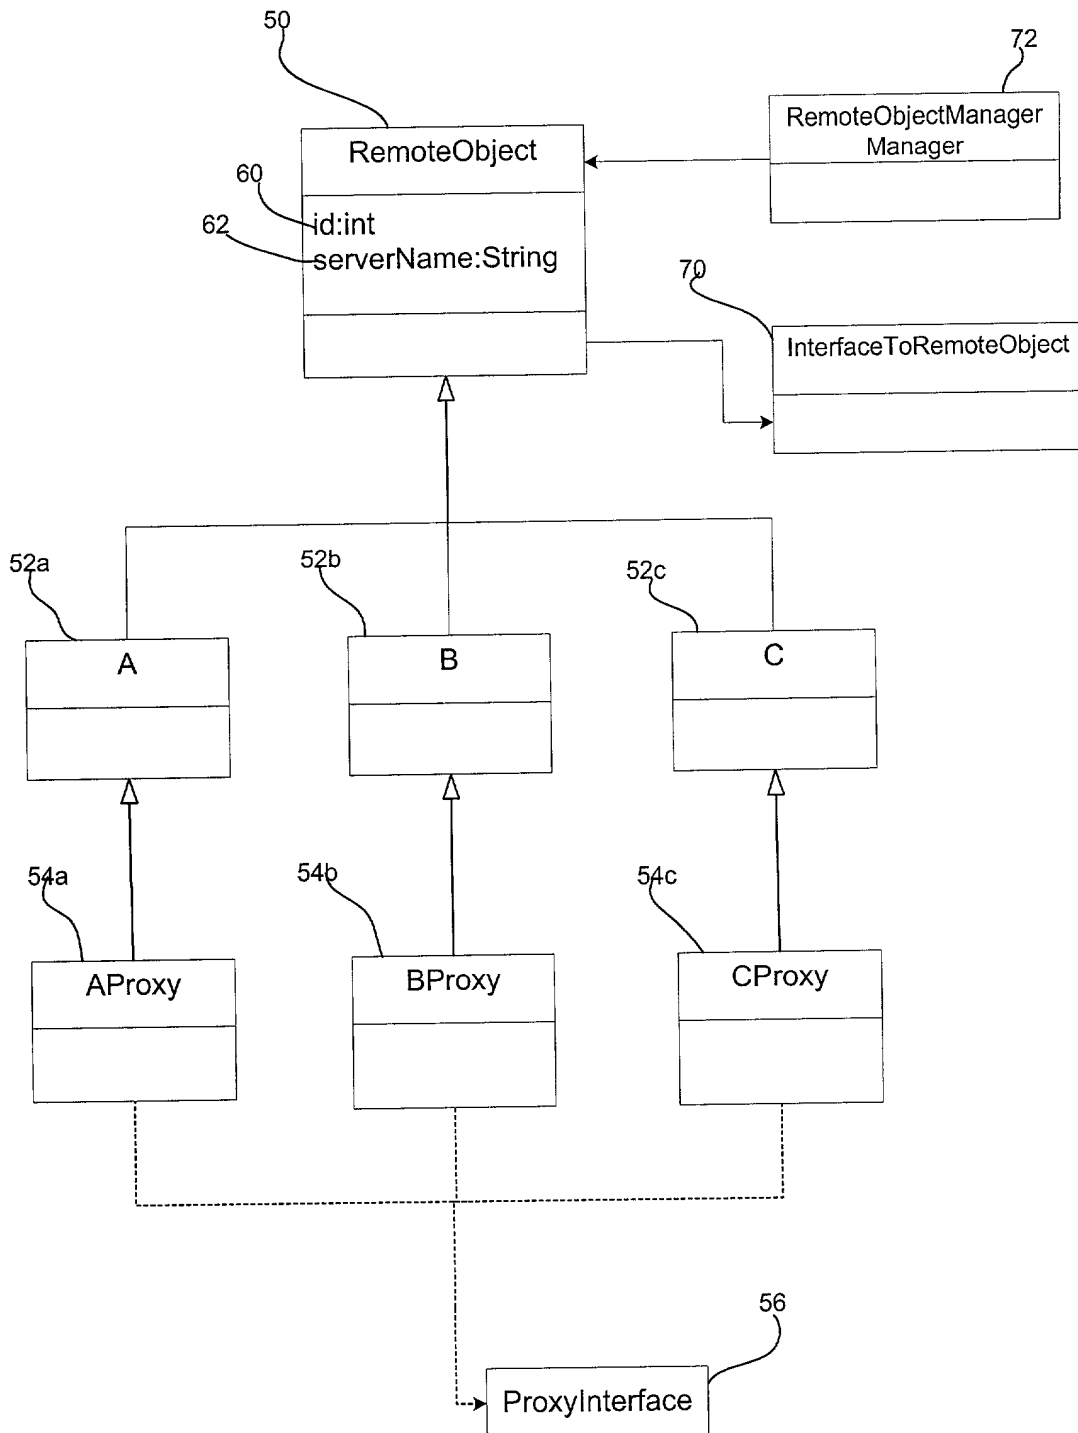 50
72
RemoteObject
RemoteObjectManager
Manager
60
id:int
62
serverName:String
70
InterfaceToRemoteObject
52a
52b
52c
A
B
C
54a
54b
54c
AProxy
BProxy
CProxy
56
ProxyInterface